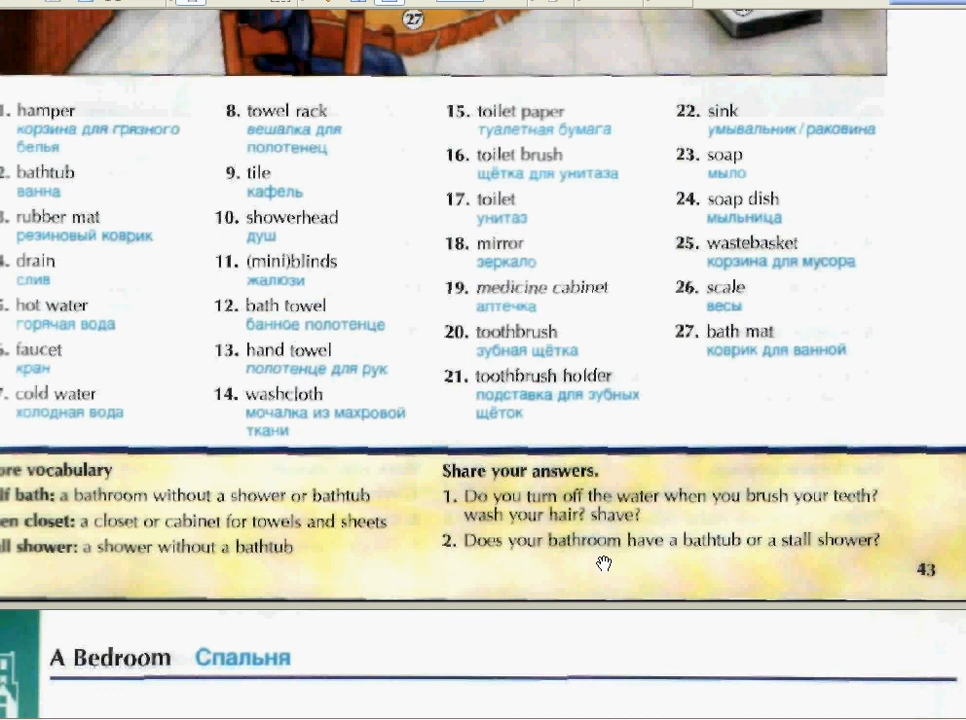 27
1. hamper
корзина для грязного
белья
2. bathtub
ванна
3. rubber mat
резиновый коврик
4. drain
слив
5. hot water
горячая вода
6. faucet
кран
7. cold water
холодная вода
8. towel rack
вешалка для
полотенец
9. tile
кафель
10. showerhead
душ
11. (mini)blinds
жалюзи
12. bath towel
банное полотенце
13. hand towel
полотенце для рук
14. washcloth
мочалка из махровой
ткани
15. toilet paper
туалетная бумага
16. toilet brush
щётка для унитаза
17. toilet
унитаз
18. mirror
зеркало
19. medicine cabinet
аптечка
20. toothbrush
зубная щётка
21. toothbrush holder
подставка для зубных
щёток
22. sink
умывальник/раковина
23. soap
мыло
24. soap dish
мыльница
25. wastebasket
корзина для мусора
26. scale
весы
27. bath mat
коврик для ванной
ore vocabulary
lf bath: a bathroom without a shower or bathtub
en closet: a closet or cabinet for towels and sheets
ll shower: a shower without a bathtub
Share your answers.
1. Do you turn off the water when you brush your teeth?
wash your hair? shave?
2. Does your bathroom have a bathtub or a stall shower?
43
A Bedroom Спальня